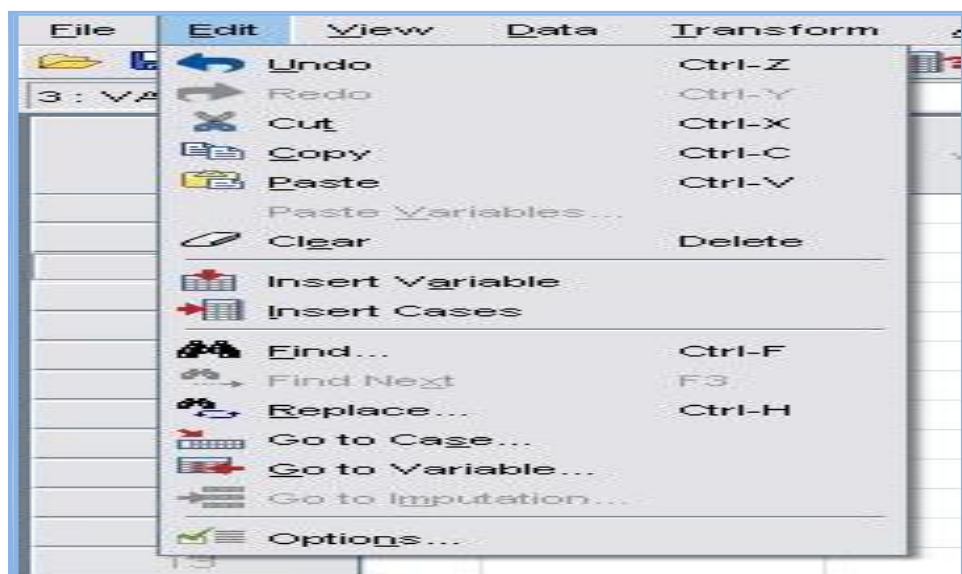 File Edit View Data Transform
3 : VA
Undo Ctrl-Z
Redo Ctrl-Y
Cut Ctrl-X
Copy Ctrl-C
Paste Ctrl-V
Paste Variables...
Clear Delete
Insert Variable
Insert Cases
Find... Ctrl-F
Find Next F3
Replace... Ctrl-H
Go to Case...
Go to Variable...
Go to Imputation...
Options...
13